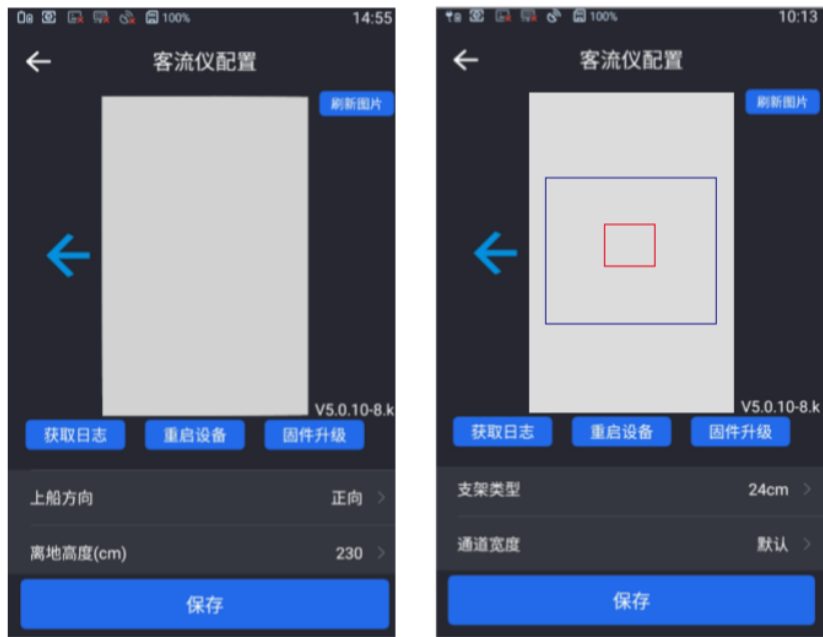 100% 14:55
客流仪配置
刷新图片
V5.0.10-8.k
获取日志 重启设备 固件升级
上船方向 正向
离地高度(cm) 230
保存
100% 10:13
客流仪配置
刷新图片
V5.0.10-8.k
获取日志 重启设备 固件升级
支架类型 24cm
通道宽度 默认
保存